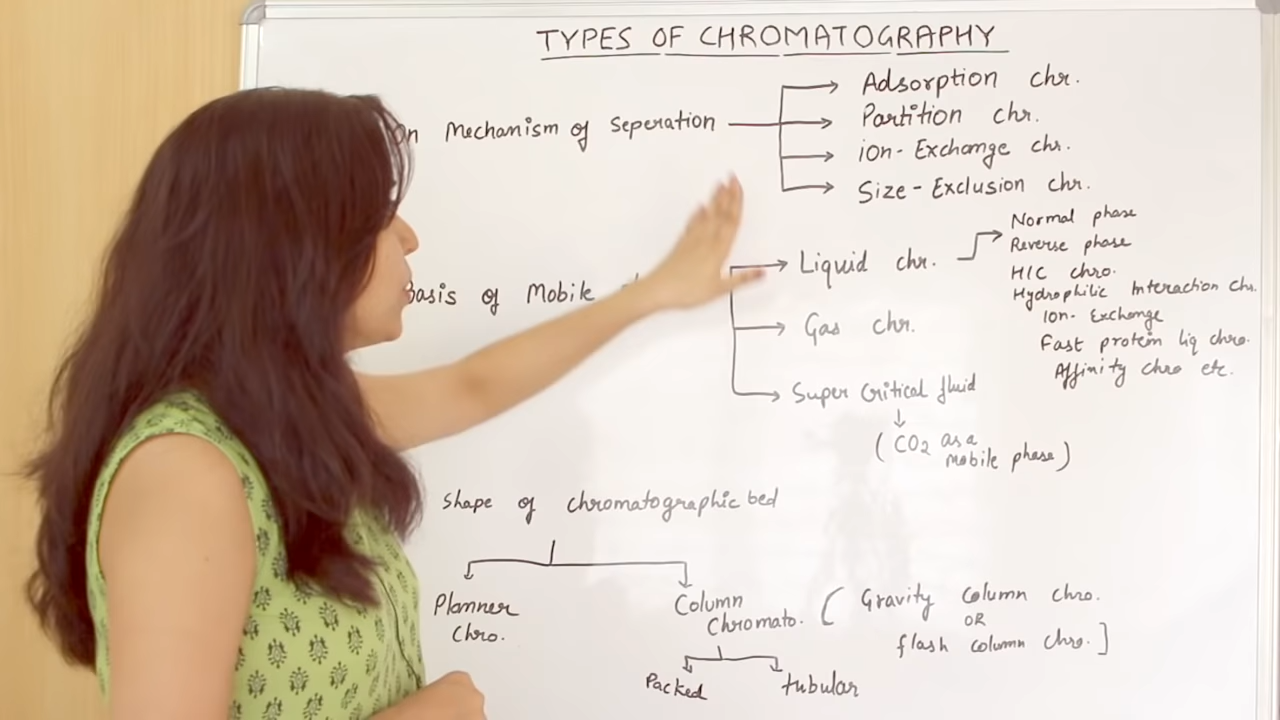 TYPES OF CHROMATOGRAPHY
On Mechanism of Seperation
Adsorption chr.
Partition chr.
ion-Exchange chr.
Size-Exclusion chr.
Basis of Mobile
Liquid chr.
Normal phase
Reverse phase
HIC chro.
Hydrophilic Interaction chr.
Ion-Exchange
Fast protein liq chro.
Affinity chro etc.
Gas chr.
Super critical fluid
(CO2 as a
mobile phase)
Shape of chromatographic bed
Planner
Chro.
Column
Chromato.
( Gravity column chro.
OR
flash column chro.]
Packed
tubular